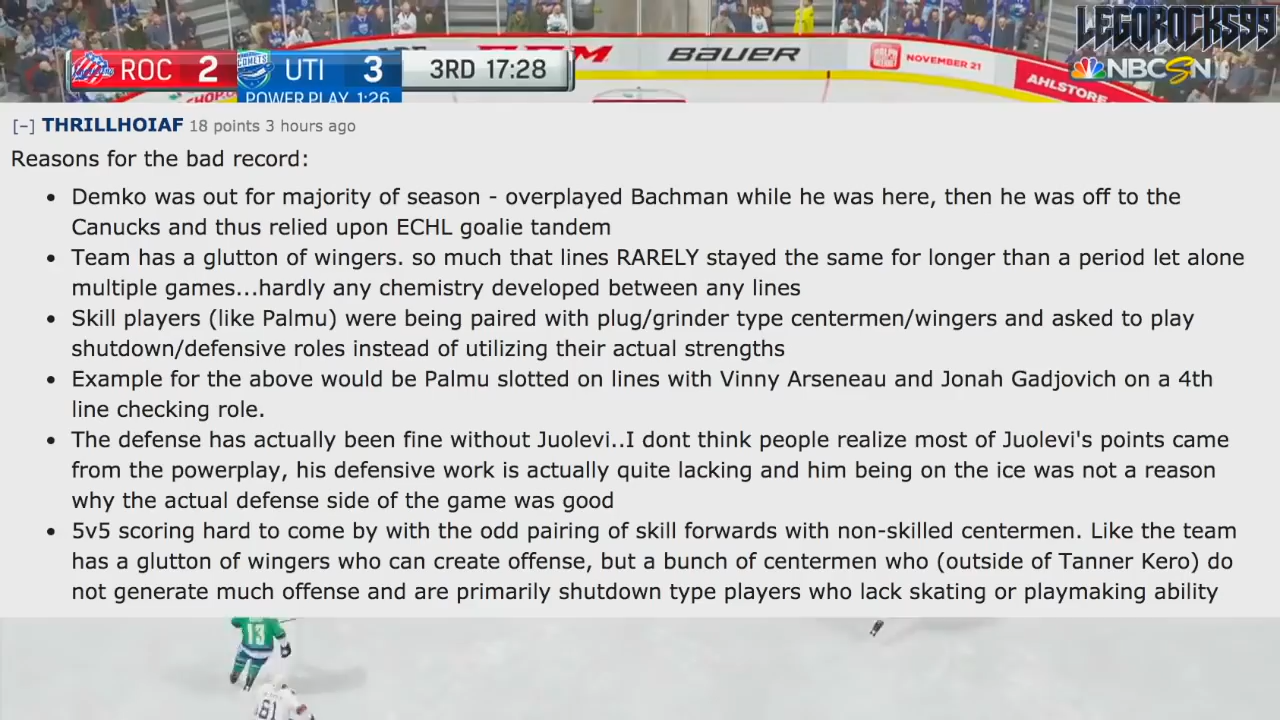 LEGOROCKS99
ROC 2 UTI 3 3RD 17:28
POWER PLAY 1:26
COMETS
BAUER
NOVEMBER 21
AHLSTORE
NBCSN
[–] THRILLHOIAF 18 points 3 hours ago
Reasons for the bad record:
• Demko was out for majority of season - overplayed Bachman while he was here, then he was off to the
Canucks and thus relied upon ECHL goalie tandem
• Team has a glutton of wingers. so much that lines RARELY stayed the same for longer than a period let alone
multiple games...hardly any chemistry developed between any lines
• Skill players (like Palmu) were being paired with plug/grinder type centermen/wingers and asked to play
shutdown/defensive roles instead of utilizing their actual strengths
• Example for the above would be Palmu slotted on lines with Vinny Arseneau and Jonah Gadjovich on a 4th
line checking role.
• The defense has actually been fine without Juolevi..I dont think people realize most of Juolevi's points came
from the powerplay, his defensive work is actually quite lacking and him being on the ice was not a reason
why the actual defense side of the game was good
• 5v5 scoring hard to come by with the odd pairing of skill forwards with non-skilled centermen. Like the team
has a glutton of wingers who can create offense, but a bunch of centermen who (outside of Tanner Kero) do
not generate much offense and are primarily shutdown type players who lack skating or playmaking ability
13
81